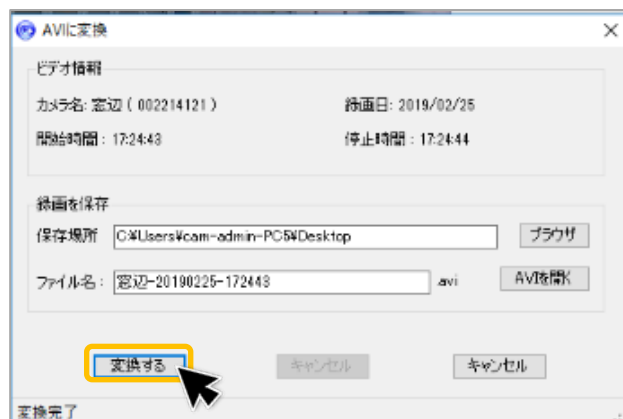 AVIに変換
ビデオ情報
カメラ名: 窓辺 ( 002214121 )
録画日: 2019/02/25
開始時間 : 17:24:43
停止時間 : 17:24:44
録画を保存
保存場所 C:¥Users¥cam-admin-PC5¥Desktop ブラウザ
ファイル名 : 窓辺-20190225-172443 .avi AVIを開く
変換する キャンセル キャンセル
変換完了